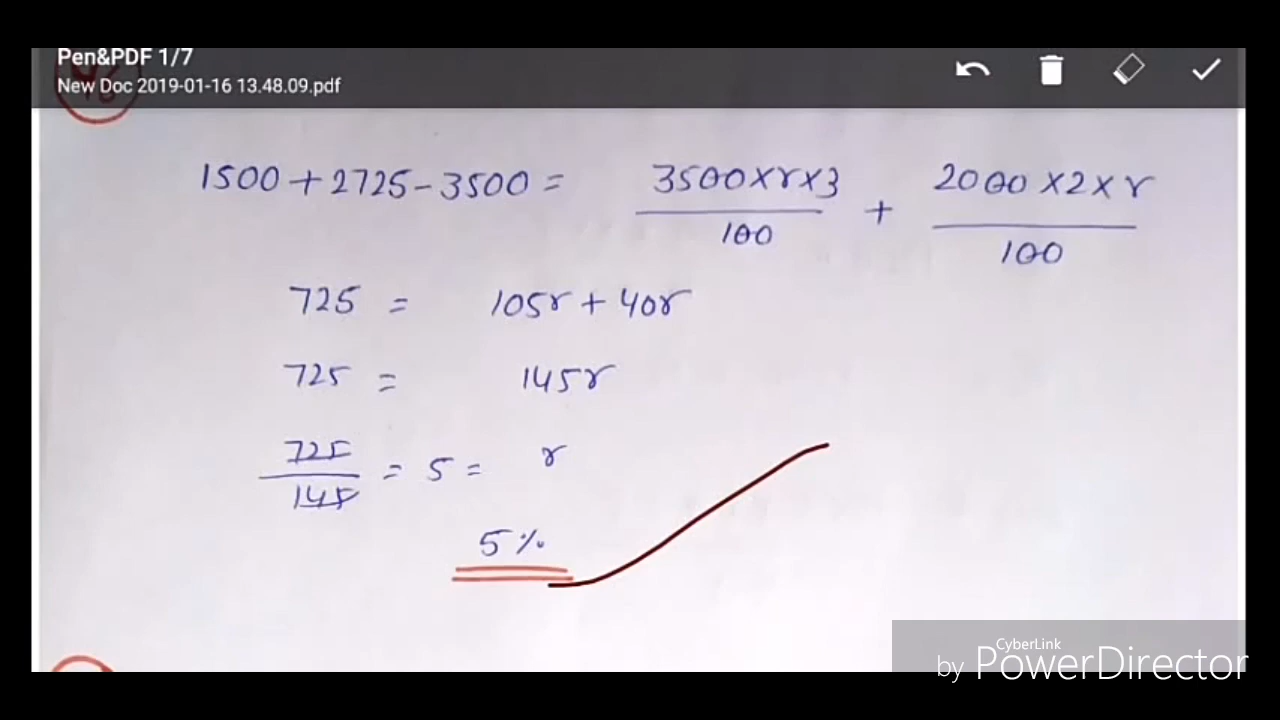 Pen&PDF 1/7
New Doc 2019-01-16 13.48.09.pdf
1500 + 2725 - 3500 = 3500×r×3/100 + 2000×2×r/100
725 = 105r + 40r
725 = 145r
725/145 = 5 = r
5%
CyberLink
by PowerDirector